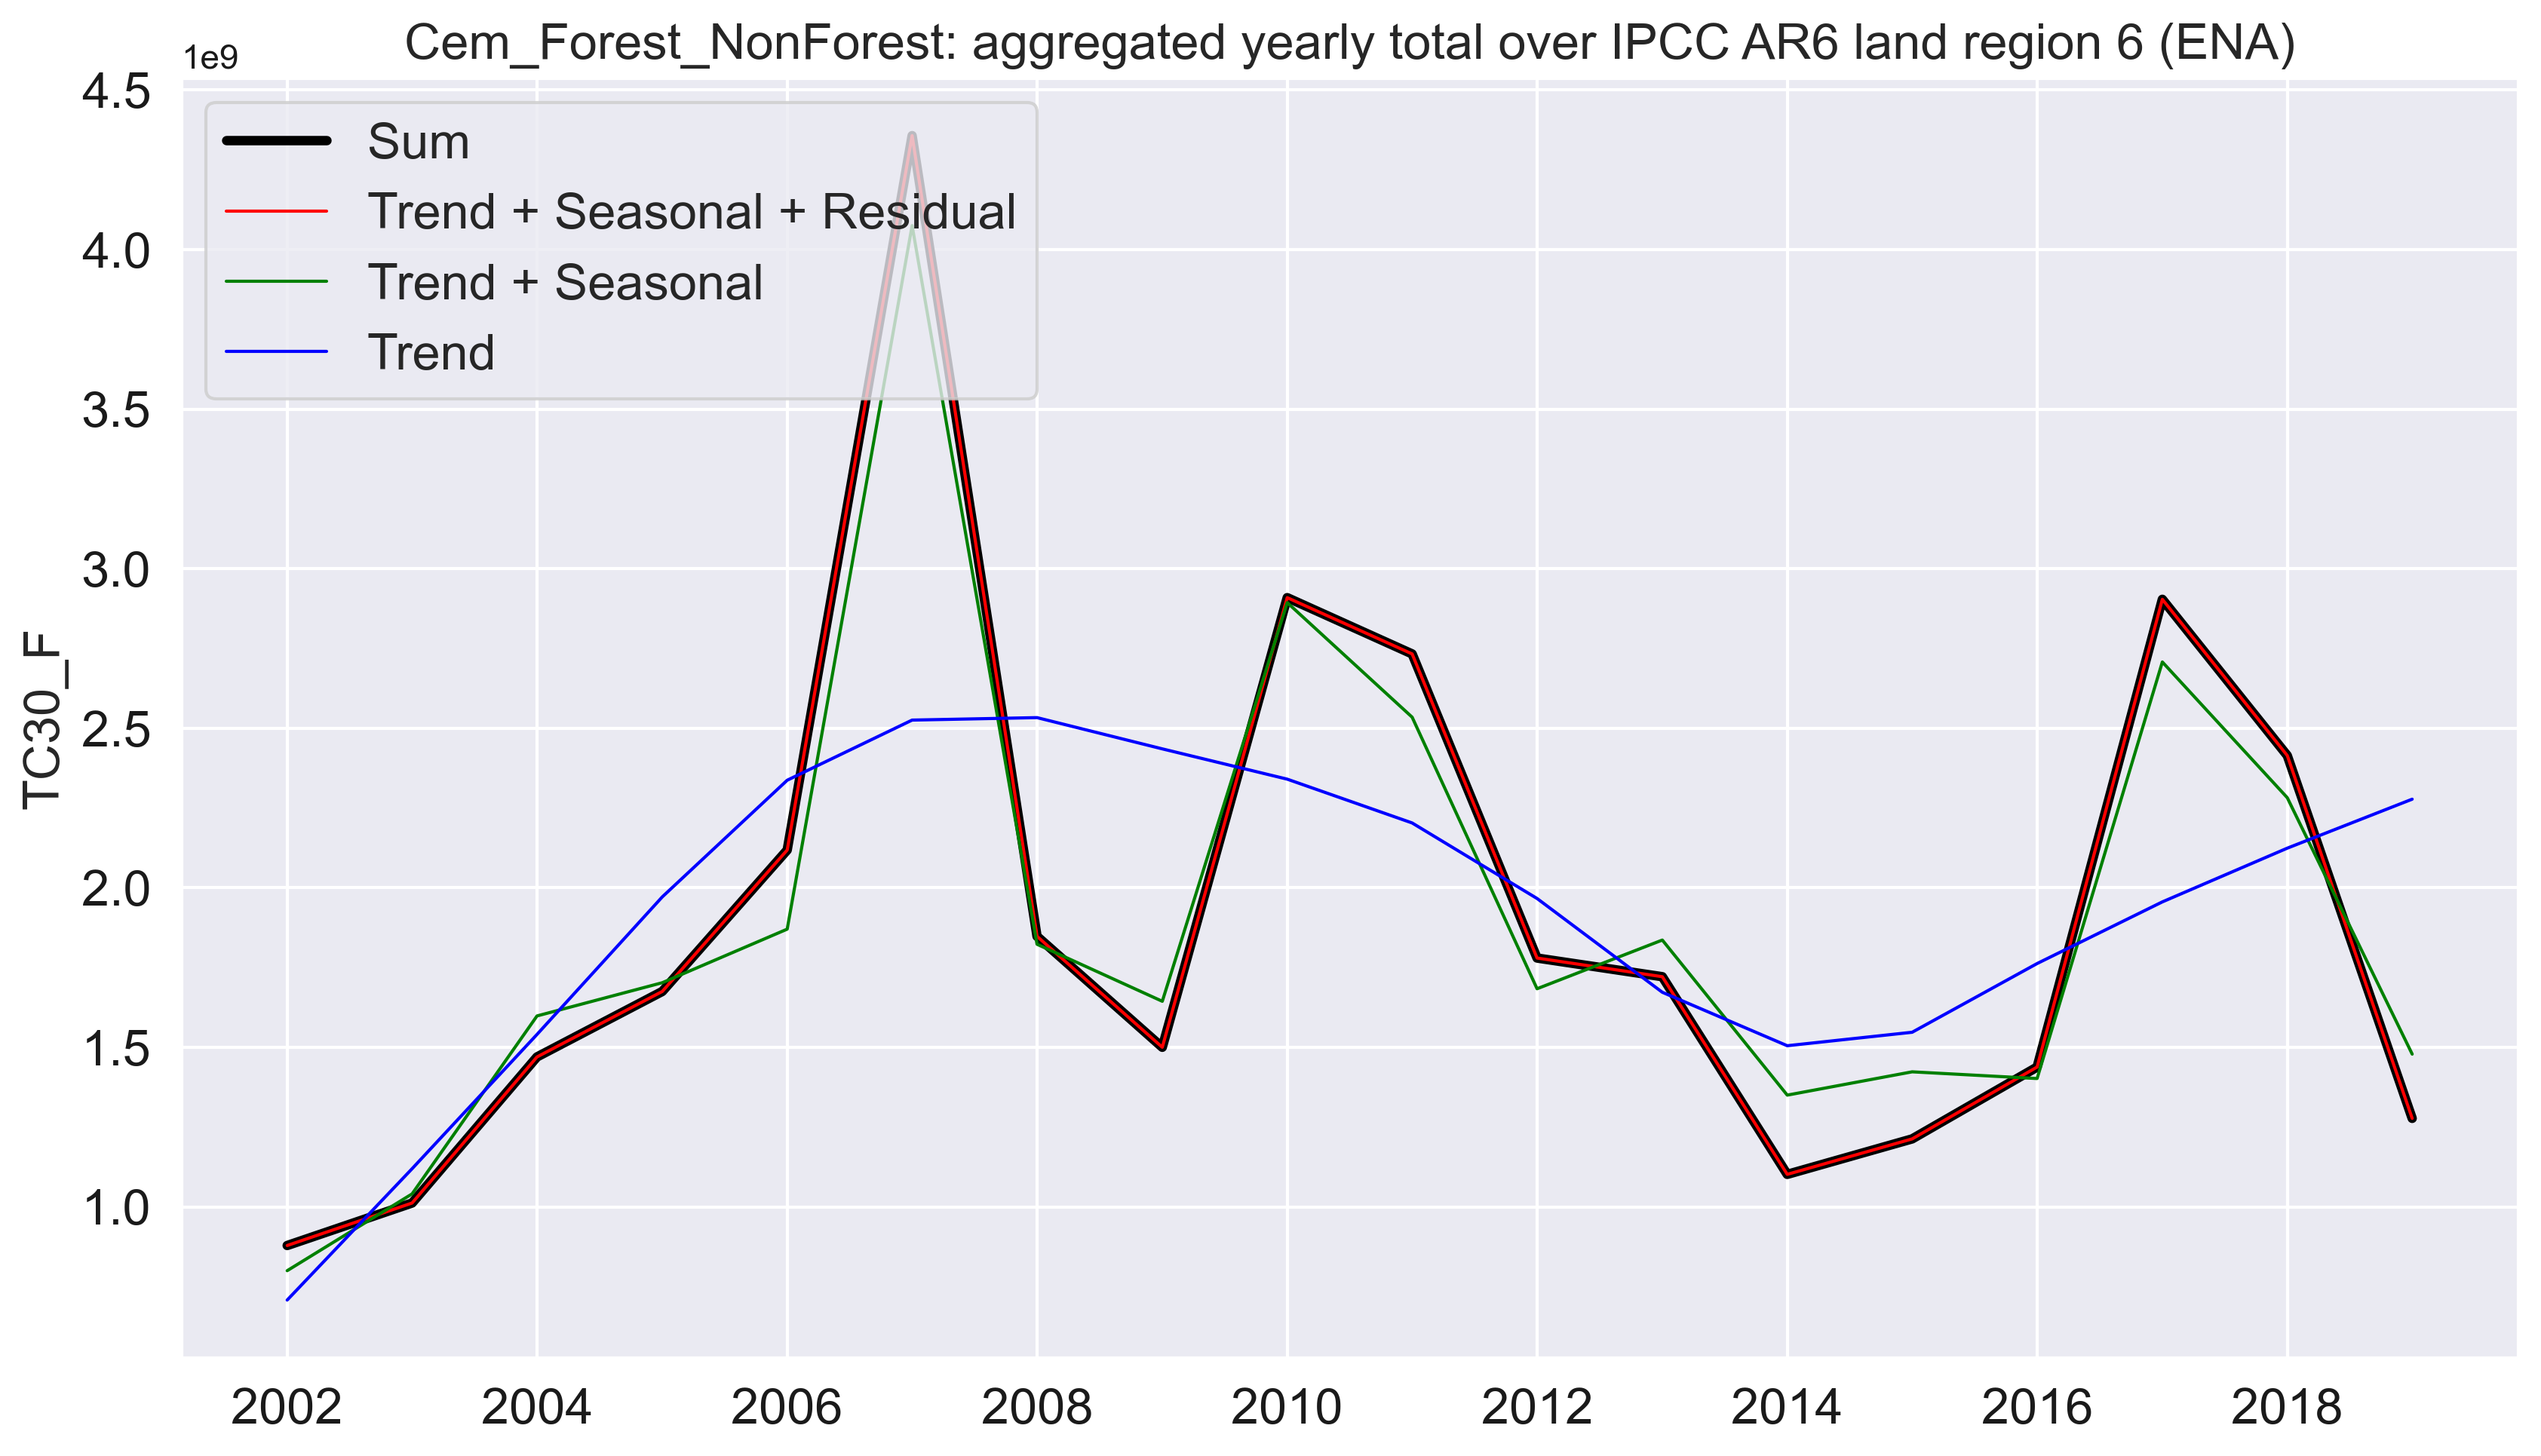 Cem_Forest_NonForest: aggregated yearly total over IPCC AR6 land region 6 (ENA)
1e9
4.5
4.0
3.5
3.0
2.5
2.0
1.5
1.0
TC30_F
Sum
Trend + Seasonal + Residual
Trend + Seasonal
Trend
2002 2004 2006 2008 2010 2012 2014 2016 2018